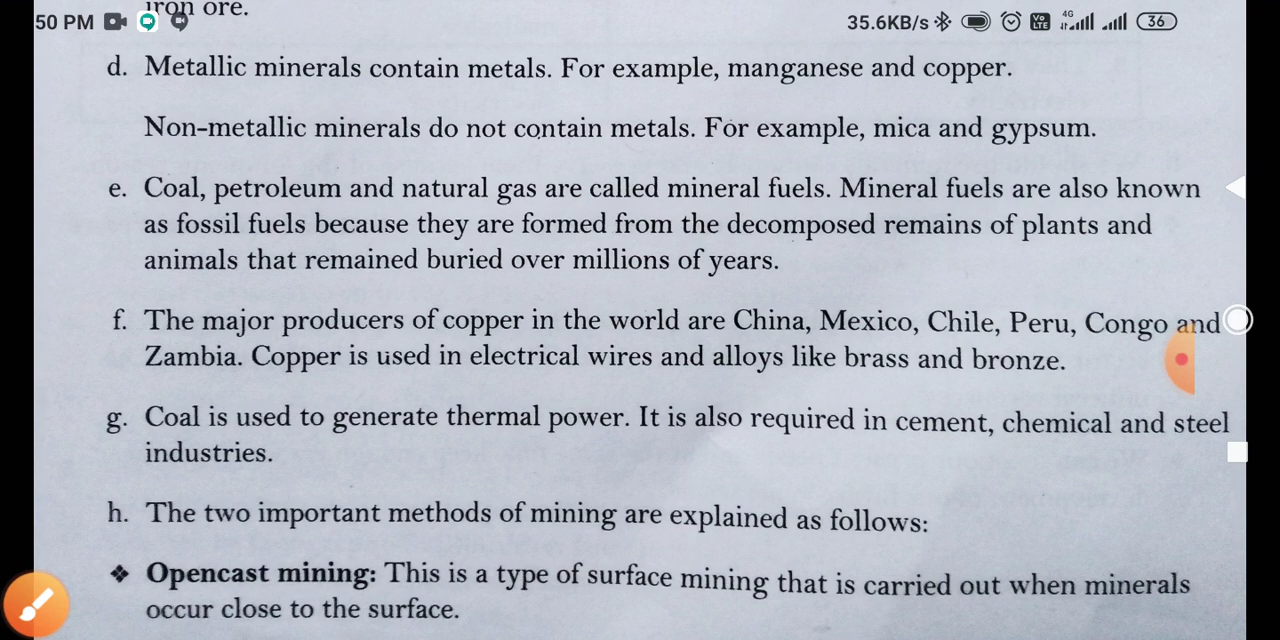 iron ore.
50 PM
35.6KB/s
Vo LTE
4G
36
d. Metallic minerals contain metals. For example, manganese and copper.
Non-metallic minerals do not contain metals. For example, mica and gypsum.
e. Coal, petroleum and natural gas are called mineral fuels. Mineral fuels are also known
as fossil fuels because they are formed from the decomposed remains of plants and
animals that remained buried over millions of years.
f. The major producers of copper in the world are China, Mexico, Chile, Peru, Congo and
Zambia. Copper is used in electrical wires and alloys like brass and bronze.
g. Coal is used to generate thermal power. It is also required in cement, chemical and steel
industries.
h. The two important methods of mining are explained as follows:
❖ Opencast mining: This is a type of surface mining that is carried out when minerals
occur close to the surface.